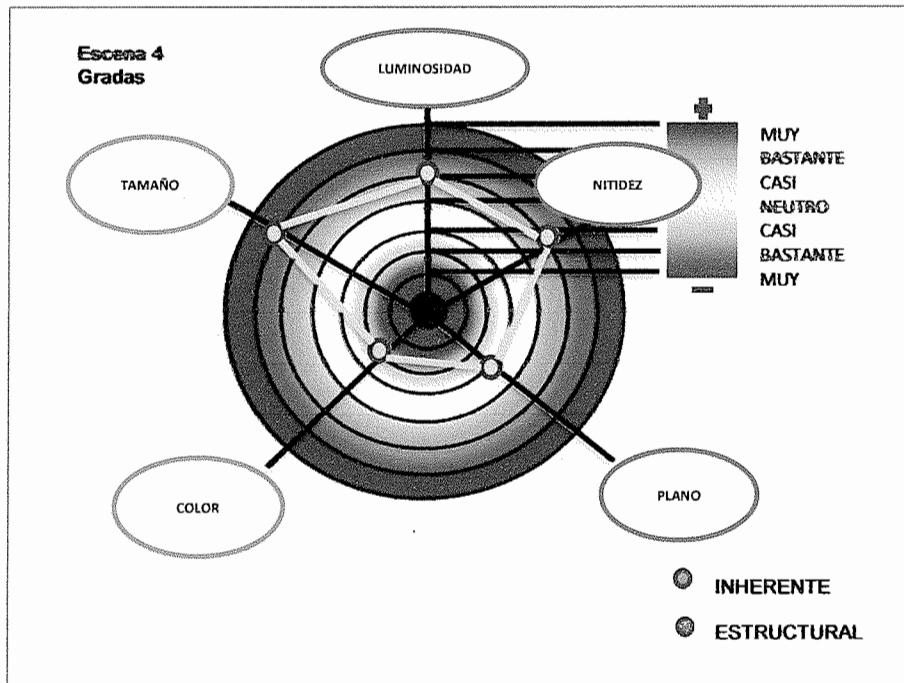 Escena 4
Gradas
LUMINOSIDAD
TAMAÑO
NITIDEZ
COLOR
PLANO
+
MUY
BASTANTE
CASI
NEUTRO
CASI
BASTANTE
MUY
−
INHERENTE
ESTRUCTURAL